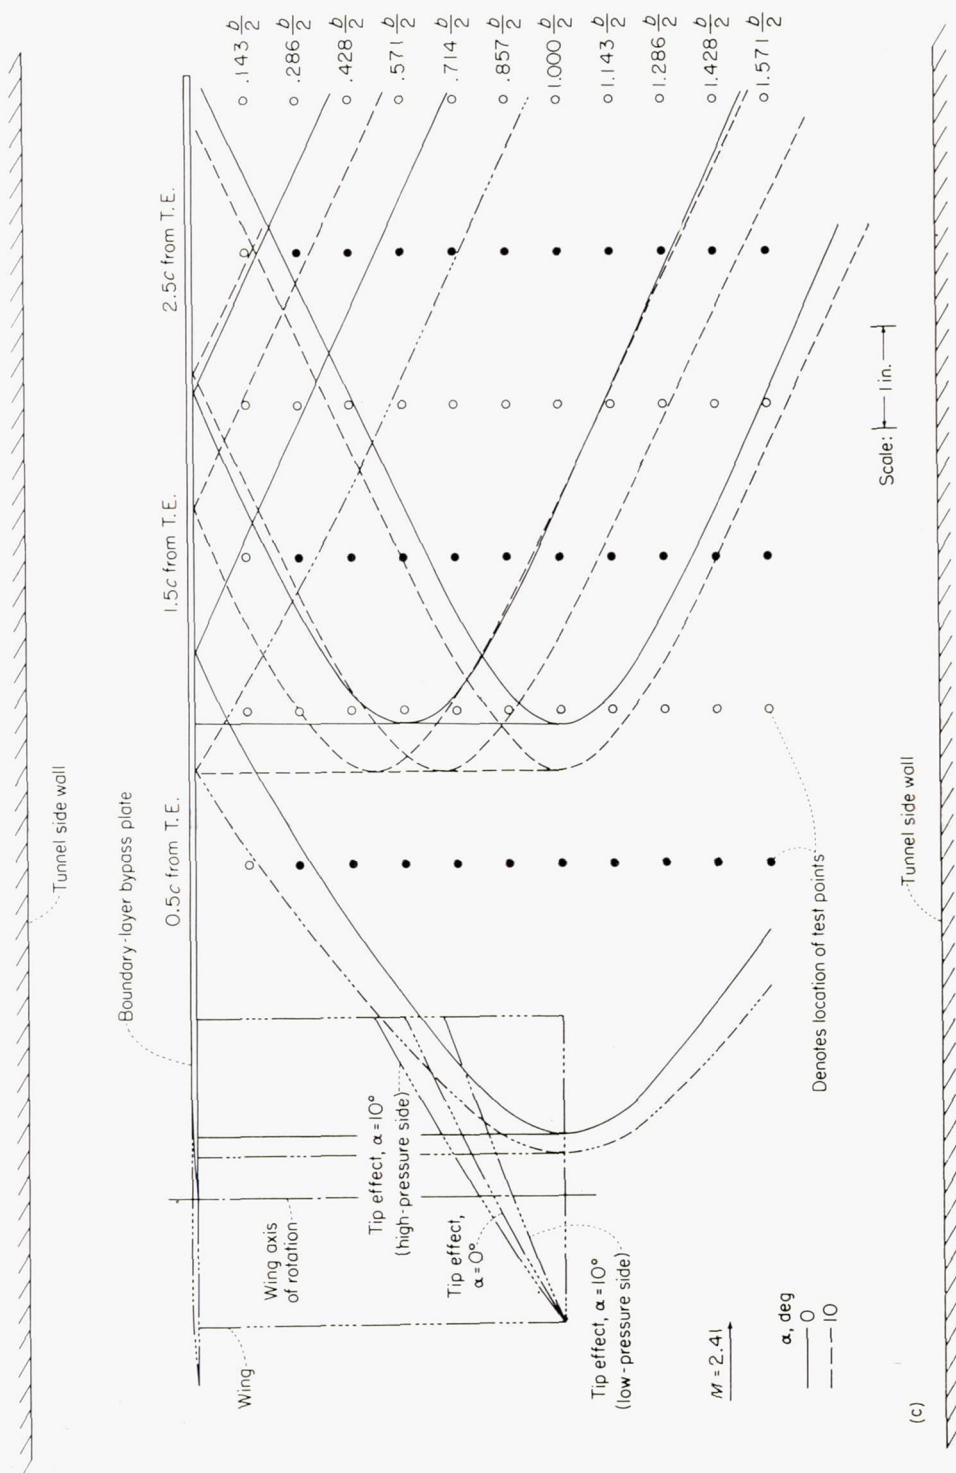 Tunnel side wall
Boundary-layer bypass plate
0.5c from T.E.
1.5c from T.E.
2.5c from T.E.
.143 b/2
.286 b/2
.428 b/2
.571 b/2
.714 b/2
.857 b/2
1.000 b/2
1.143 b/2
1.286 b/2
1.428 b/2
1.571 b/2
Wing
Wing axis
of rotation
Tip effect, α = 10°
(high-pressure side)
Tip effect,
α = 0°
Tip effect, α = 10°
(low-pressure side)
M = 2.41
α, deg
0
10
Denotes location of test points
Scale: 1 in.
Tunnel side wall
(c)